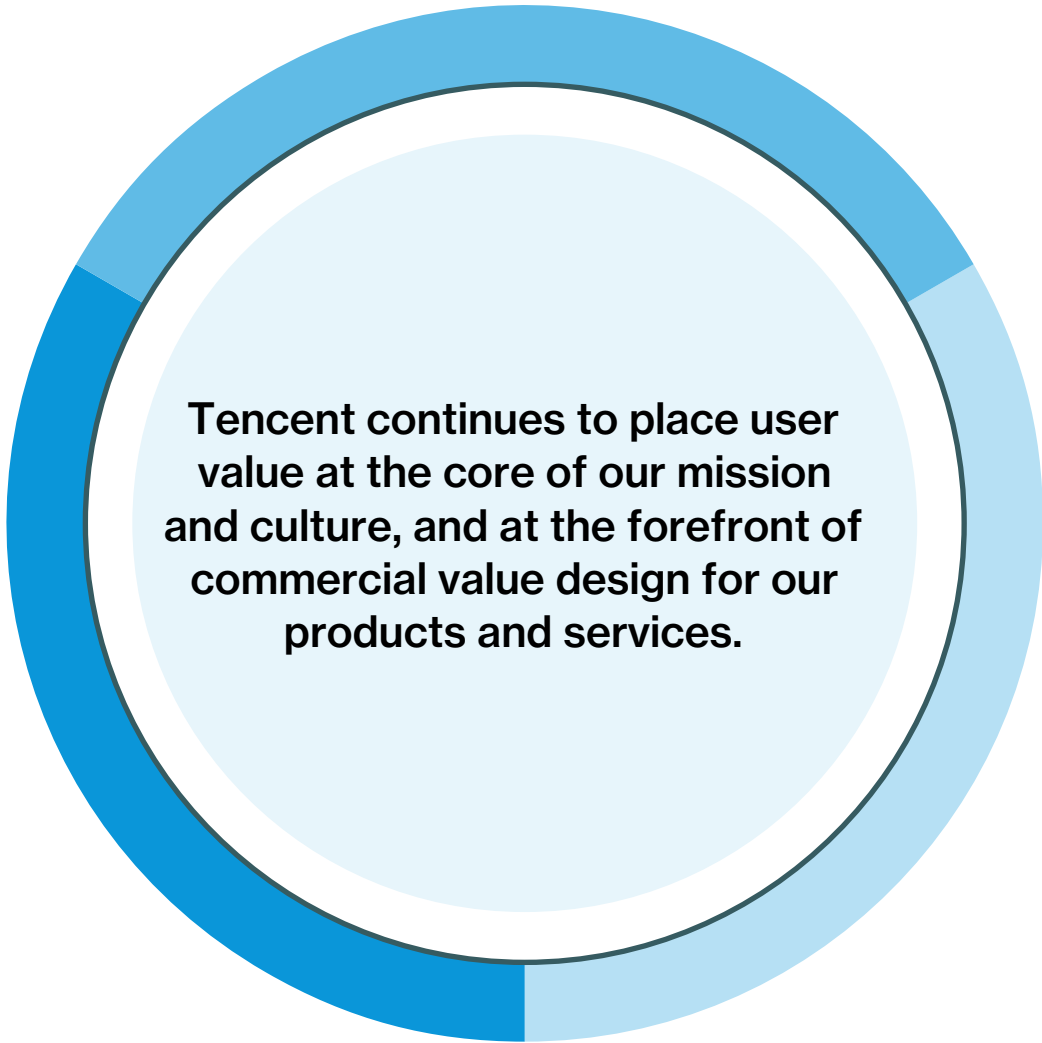 Tencent continues to place user
value at the core of our mission
and culture, and at the forefront of
commercial value design for our
products and services.